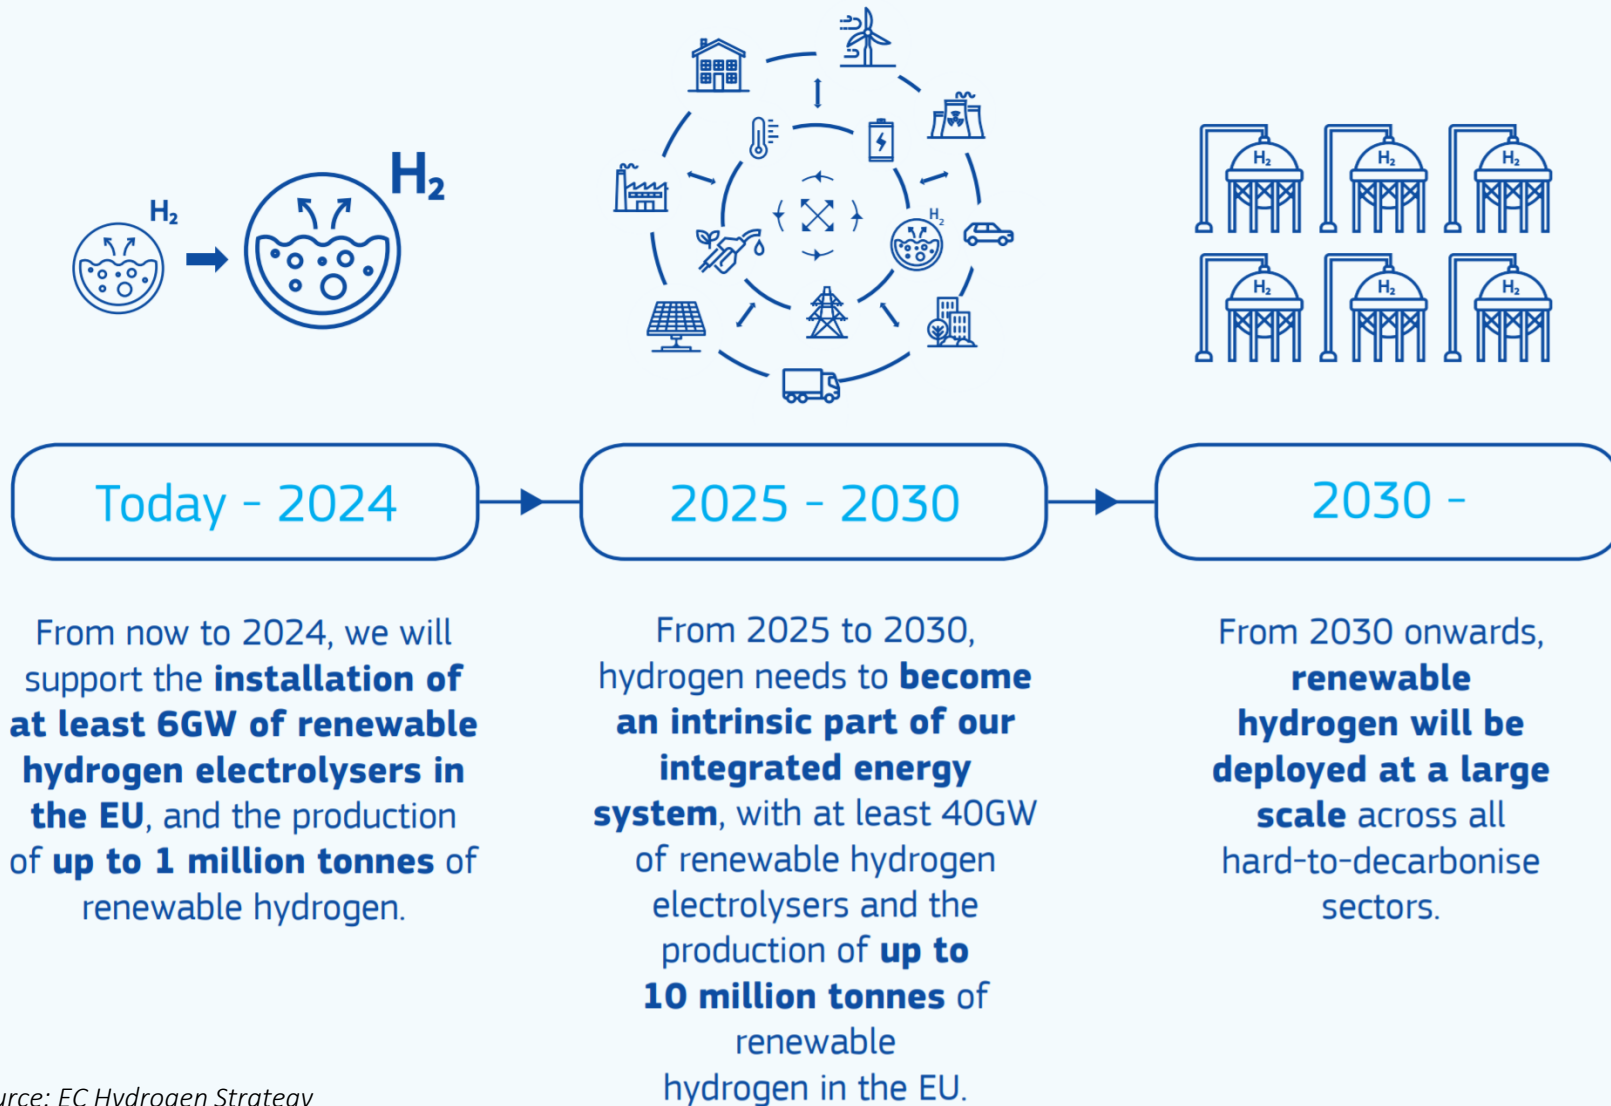 H₂
H₂
H₂
H₂
H₂
H₂
H₂
H₂
H₂
Today - 2024
2025 - 2030
2030 -
From now to 2024, we will
support the installation of
at least 6GW of renewable
hydrogen electrolysers in
the EU, and the production
of up to 1 million tonnes of
renewable hydrogen.
From 2025 to 2030,
hydrogen needs to become
an intrinsic part of our
integrated energy
system, with at least 40GW
of renewable hydrogen
electrolysers and the
production of up to
10 million tonnes of
renewable
hydrogen in the EU.
From 2030 onwards,
renewable
hydrogen will be
deployed at a large
scale across all
hard-to-decarbonise
sectors.
urce: EC Hydrogen Strategy